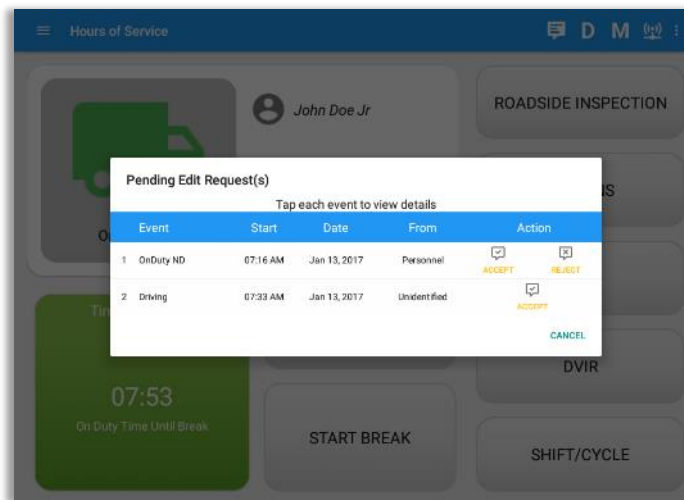 Hours of Service
D M
John Doe Jr
ROADSIDE INSPECTION
Pending Edit Request(s)
Tap each event to view details
Event Start Date From Action
1 OnDuty ND 07:16 AM Jan 13, 2017 Personnel ACCEPT REJECT
2 Driving 07:33 AM Jan 13, 2017 Unidentified ACCEPT
CANCEL
DVIR
07:53
On Duty Time Until Break
START BREAK
SHIFT/CYCLE